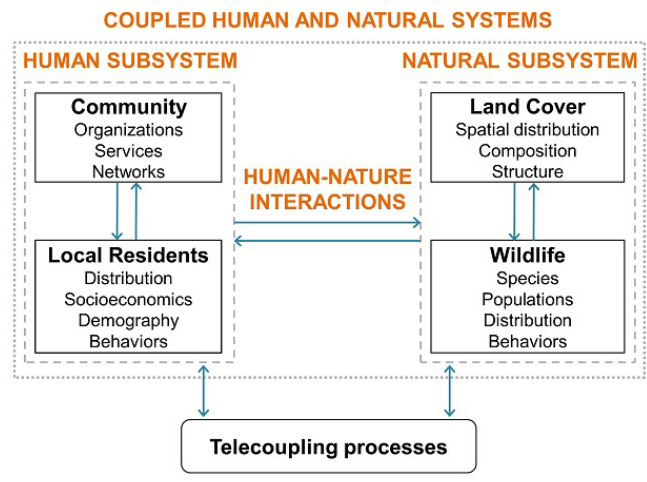 COUPLED HUMAN AND NATURAL SYSTEMS
HUMAN SUBSYSTEM
NATURAL SUBSYSTEM
Community
Organizations
Services
Networks
Land Cover
Spatial distribution
Composition
Structure
HUMAN-NATURE
INTERACTIONS
Local Residents
Distribution
Socioeconomics
Demography
Behaviors
Wildlife
Species
Populations
Distribution
Behaviors
Telecoupling processes